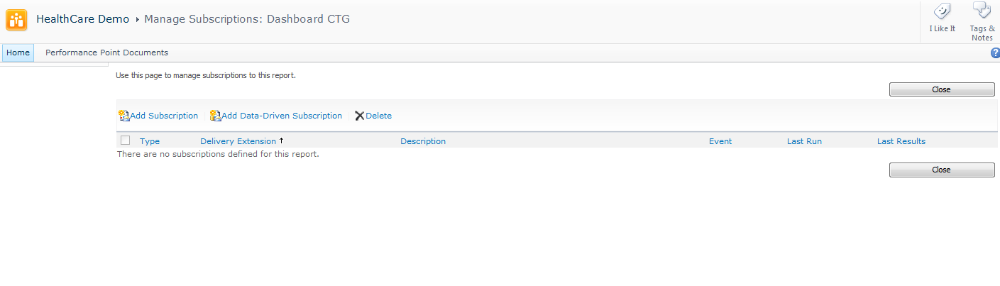 HealthCare Demo ▸ Manage Subscriptions: Dashboard CTG
I Like It
Tags &
Notes
Home Performance Point Documents
?
Use this page to manage subscriptions to this report.
Close
Add Subscription Add Data-Driven Subscription Delete
Type Delivery Extension ↑ Description Event Last Run Last Results
There are no subscriptions defined for this report.
Close